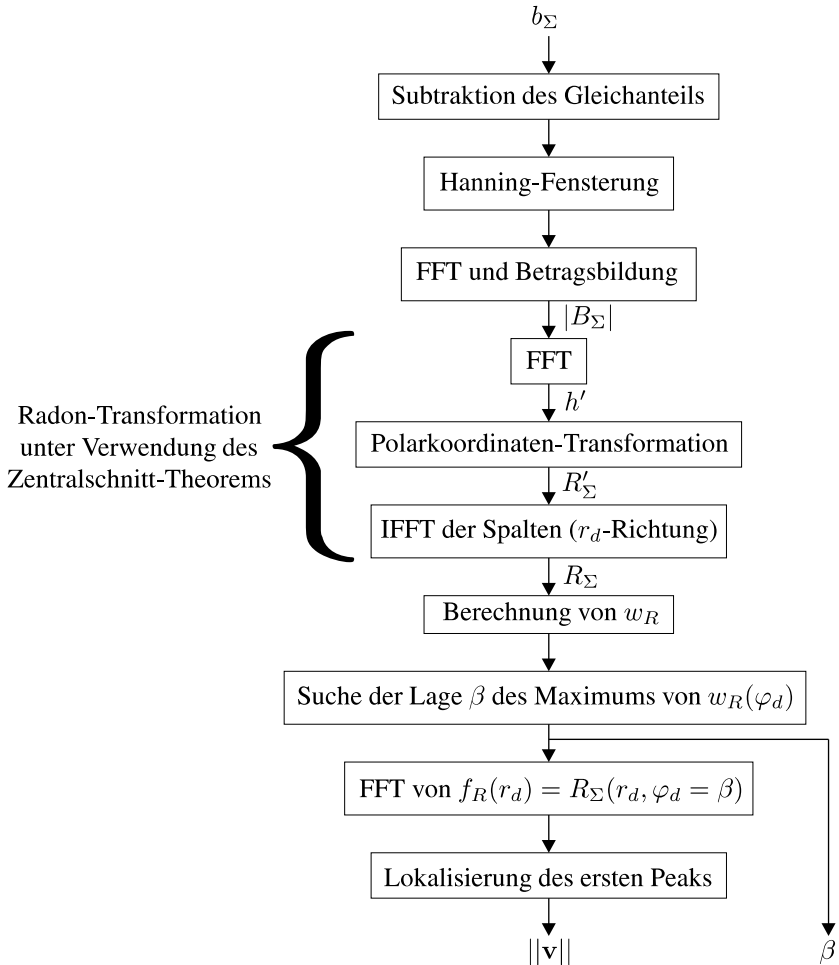 b_Σ
Subtraktion des Gleichanteils
Hanning-Fensterung
FFT und Betragsbildung
|B_Σ|
FFT
h′
Radon-Transformation
unter Verwendung des
Zentralschnitt-Theorems
Polarkoordinaten-Transformation
R′_Σ
IFFT der Spalten (r_d-Richtung)
R_Σ
Berechnung von w_R
Suche der Lage β des Maximums von w_R(φ_d)
FFT von f_R(r_d) = R_Σ(r_d, φ_d = β)
Lokalisierung des ersten Peaks
||v||
β